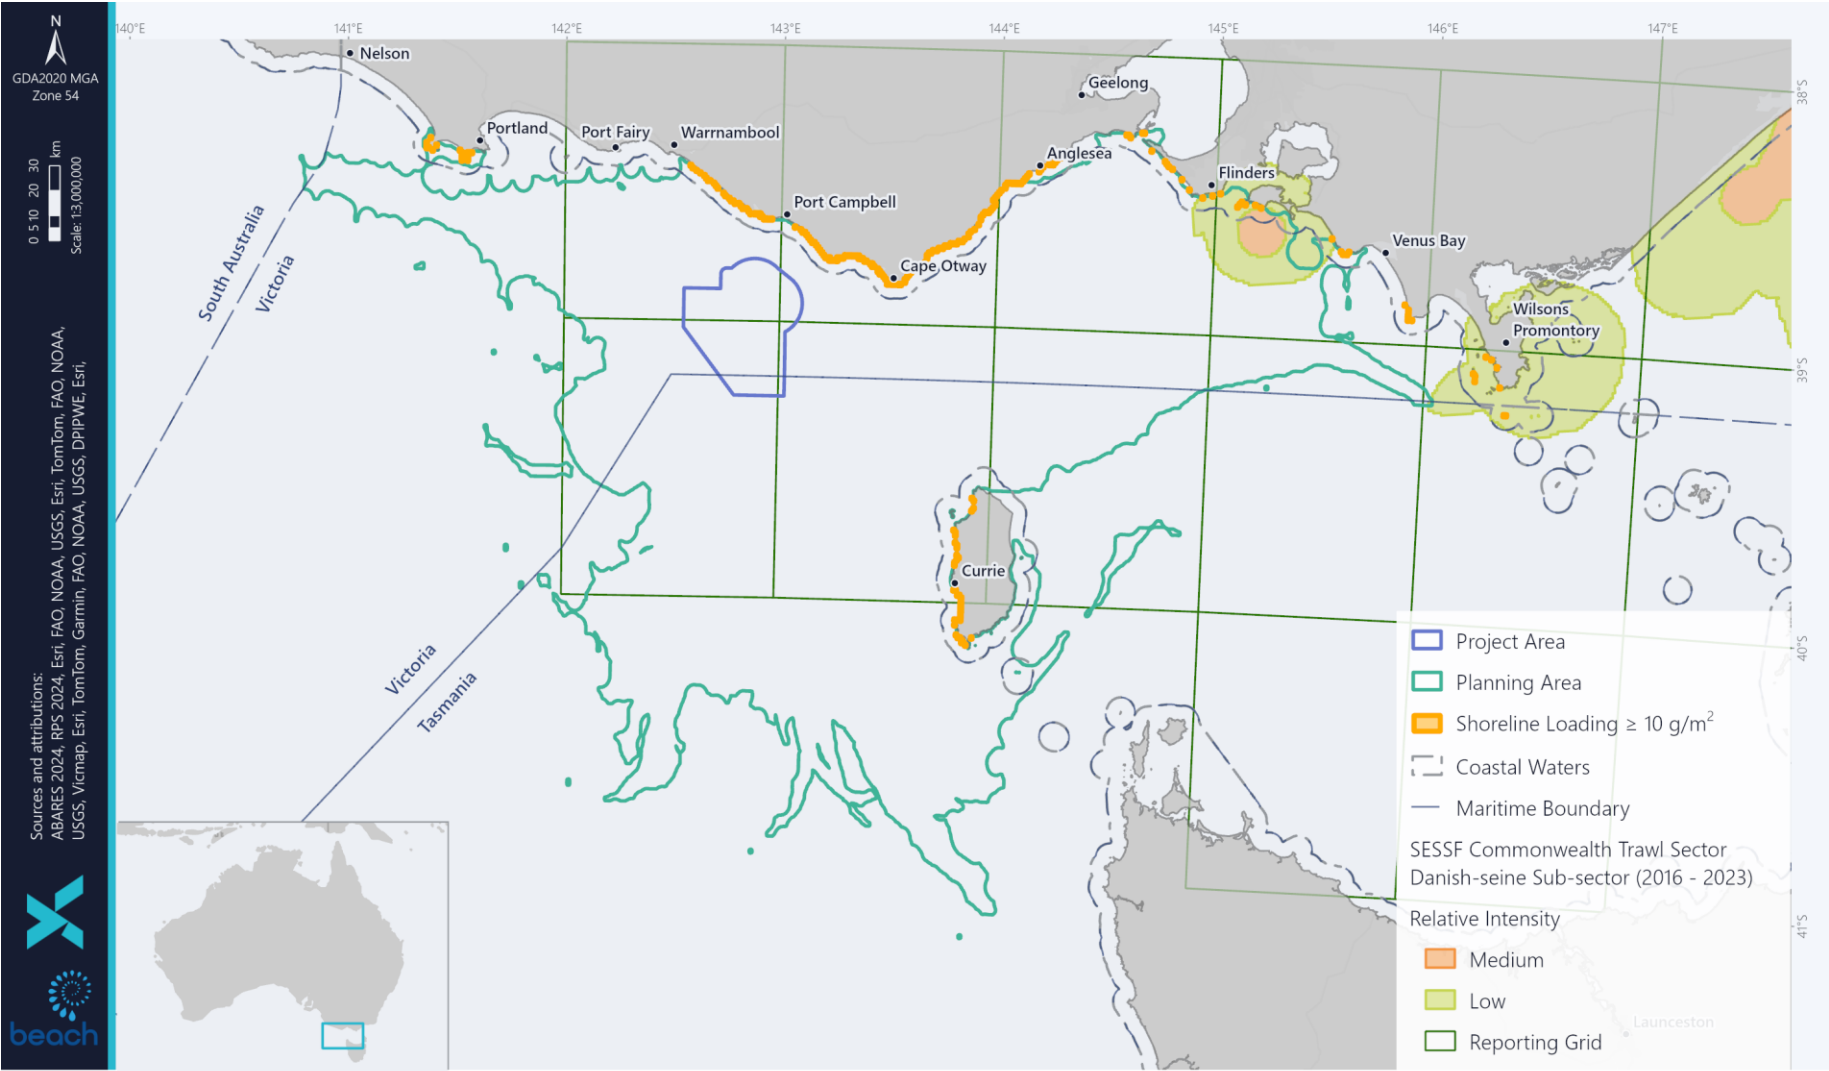 140°E
141°E
142°E
143°E
144°E
145°E
146°E
147°E
N
GDA2020 MGA
Zone 54
0 5 10 20 30 km
Scale: 1:3,000,000
Sources and attributions:
ABARES 2024, RPS 2024, Esri, FAO, NOAA, USGS, Esri, TomTom, FAO, NOAA,
USGS, Vicmap, Esri, TomTom, Garmin, FAO, NOAA, USGS, DPIPWE, Esri,
beach
Nelson
Portland
Port Fairy
Warrnambool
Port Campbell
Cape Otway
Geelong
Anglesea
Flinders
Venus Bay
Wilsons
Promontory
Currie
South Australia
Victoria
Victoria
Tasmania
38°S
39°S
40°S
41°S
Project Area
Planning Area
Shoreline Loading ≥ 10 g/m²
Coastal Waters
Maritime Boundary
SESSF Commonwealth Trawl Sector
Danish-seine Sub-sector (2016 - 2023)
Relative Intensity
Medium
Low
Launceston
Reporting Grid